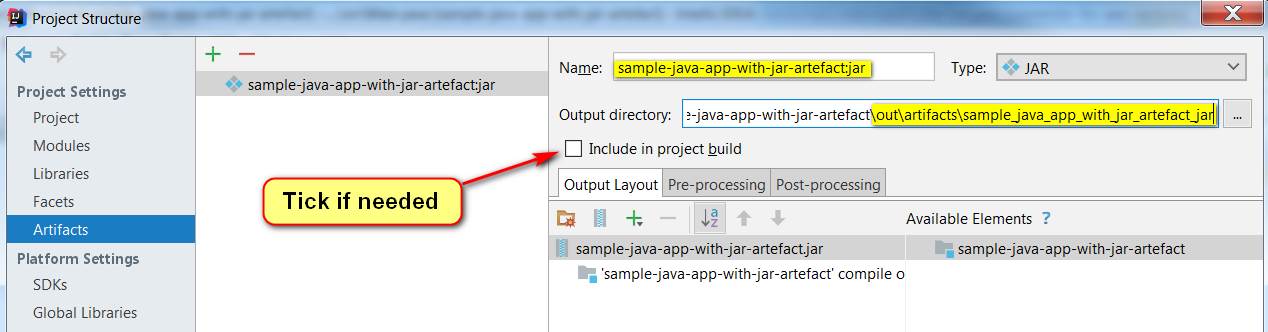 Project Structure
Project Settings
Project
Modules
Libraries
Facets
Artifacts
Platform Settings
SDKs
Global Libraries
sample-java-app-with-jar-artefact:jar
Name: sample-java-app-with-jar-artefact:jar Type: JAR
Output directory: e-java-app-with-jar-artefact\out\artifacts\sample_java_app_with_jar_artefact_jar ...
Include in project build
Tick if needed
Output Layout Pre-processing Post-processing
Available Elements ?
sample-java-app-with-jar-artefact.jar
'sample-java-app-with-jar-artefact' compile o
sample-java-app-with-jar-artefact